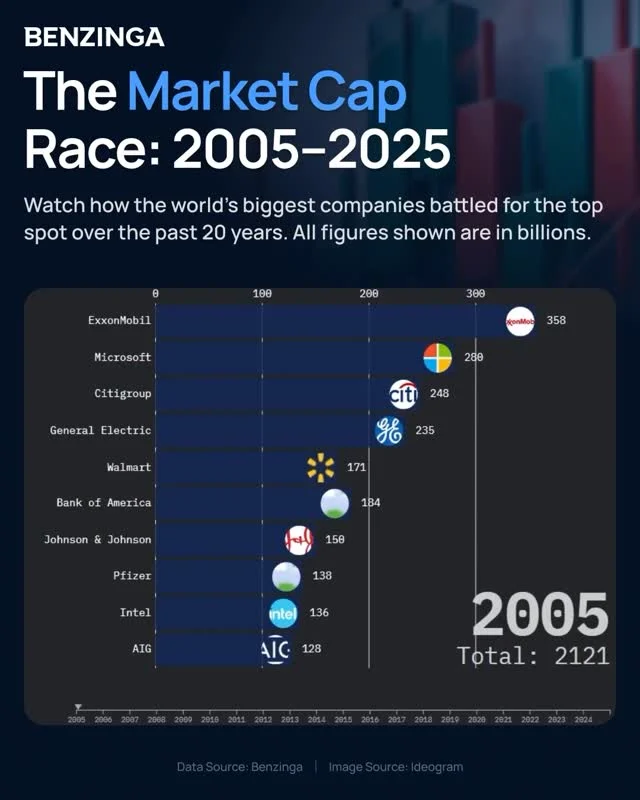 BENZINGA
The Market Cap
Race: 2005–2025
Watch how the world's biggest companies battled for the top
spot over the past 20 years. All figures shown are in billions.
0 100 200 300
ExxonMobil ExxonMob 358
Microsoft 280
Citigroup citi 248
General Electric GE 235
Walmart 171
Bank of America 184
Johnson & Johnson 150
Pfizer 138
Intel intel 136
AIG AIG 128
2005
Total: 2121
2005 2006 2007 2008 2009 2010 2011 2012 2013 2014 2015 2016 2017 2018 2019 2020 2021 2022 2023 2024
Data Source: Benzinga | Image Source: Ideogram